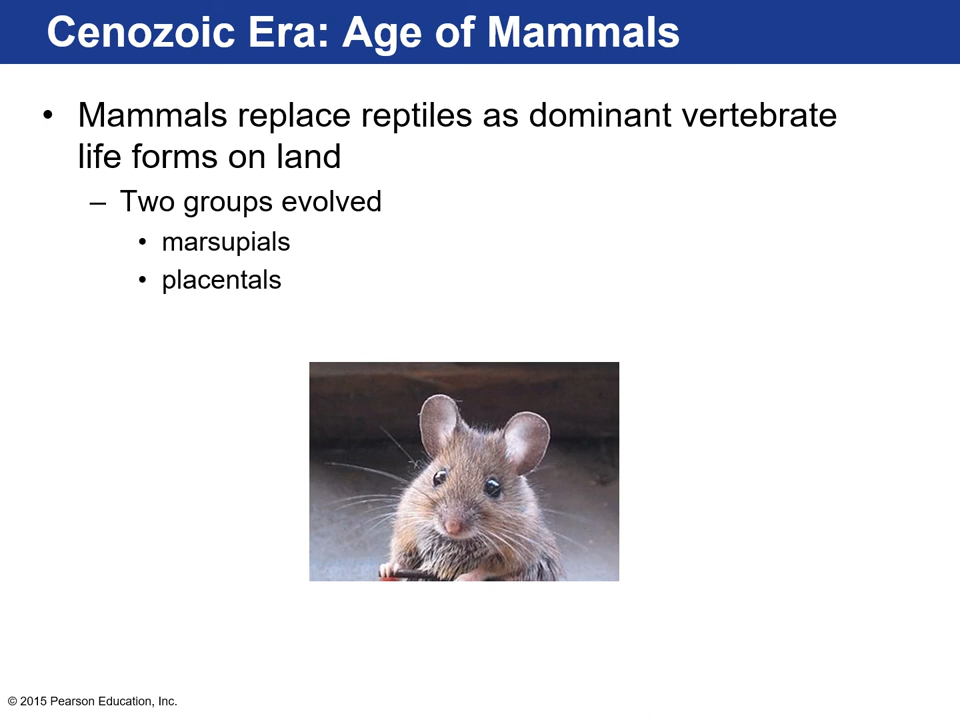 Cenozoic Era: Age of Mammals
• Mammals replace reptiles as dominant vertebrate
life forms on land
– Two groups evolved
• marsupials
• placentals
© 2015 Pearson Education, Inc.